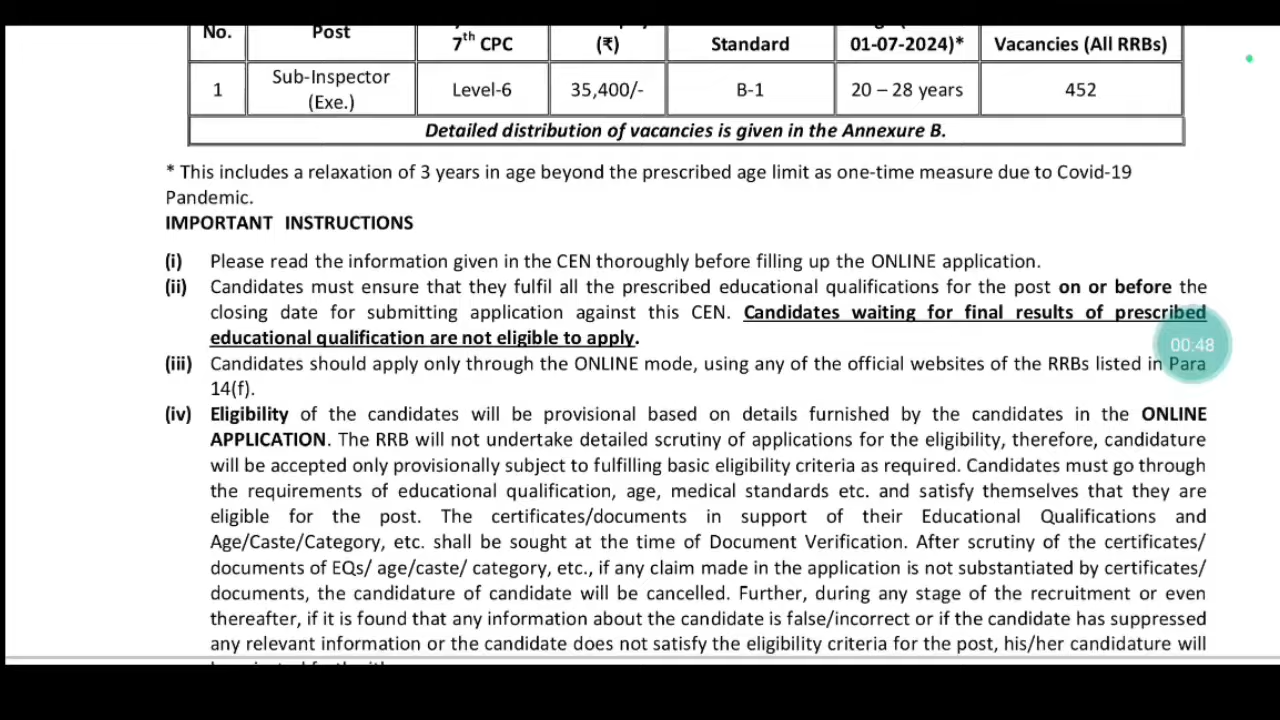 No.
Post
7th CPC
(₹)
Standard
01-07-2024)*
Vacancies (All RRBs)
1
Sub-Inspector
(Exe.)
Level-6
35,400/-
B-1
20 – 28 years
452
Detailed distribution of vacancies is given in the Annexure B.
* This includes a relaxation of 3 years in age beyond the prescribed age limit as one-time measure due to Covid-19
Pandemic.
IMPORTANT INSTRUCTIONS
(i) Please read the information given in the CEN thoroughly before filling up the ONLINE application.
(ii) Candidates must ensure that they fulfil all the prescribed educational qualifications for the post on or before the
closing date for submitting application against this CEN. Candidates waiting for final results of prescribed
educational qualification are not eligible to apply.
00:48
(iii) Candidates should apply only through the ONLINE mode, using any of the official websites of the RRBs listed in Para
14(f).
(iv) Eligibility of the candidates will be provisional based on details furnished by the candidates in the ONLINE
APPLICATION. The RRB will not undertake detailed scrutiny of applications for the eligibility, therefore, candidature
will be accepted only provisionally subject to fulfilling basic eligibility criteria as required. Candidates must go through
the requirements of educational qualification, age, medical standards etc. and satisfy themselves that they are
eligible for the post. The certificates/documents in support of their Educational Qualifications and
Age/Caste/Category, etc. shall be sought at the time of Document Verification. After scrutiny of the certificates/
documents of EQs/ age/caste/ category, etc., if any claim made in the application is not substantiated by certificates/
documents, the candidature of candidate will be cancelled. Further, during any stage of the recruitment or even
thereafter, if it is found that any information about the candidate is false/incorrect or if the candidate has suppressed
any relevant information or the candidate does not satisfy the eligibility criteria for the post, his/her candidature will